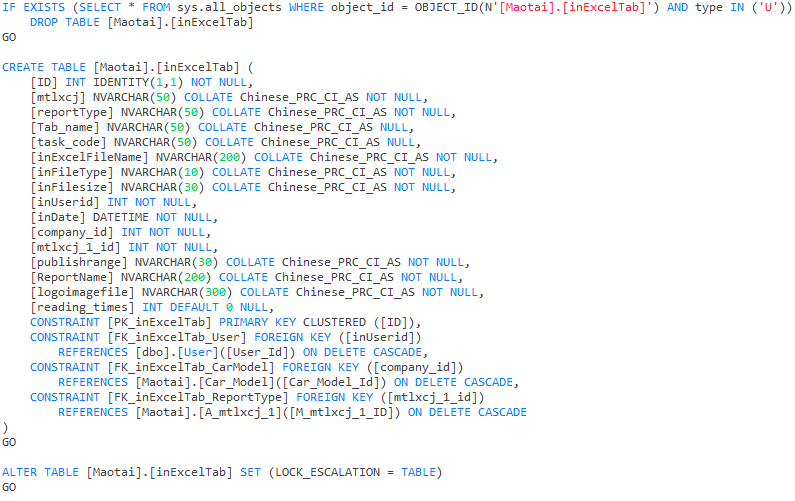 IF EXISTS (SELECT * FROM sys.all_objects WHERE object_id = OBJECT_ID(N'[Maotai].[inExcelTab]') AND type IN ('U'))
DROP TABLE [Maotai].[inExcelTab]
GO
CREATE TABLE [Maotai].[inExcelTab] (
[ID] INT IDENTITY(1,1) NOT NULL,
[mtlxcj] NVARCHAR(50) COLLATE Chinese_PRC_CI_AS NOT NULL,
[reportType] NVARCHAR(50) COLLATE Chinese_PRC_CI_AS NOT NULL,
[Tab_name] NVARCHAR(50) COLLATE Chinese_PRC_CI_AS NOT NULL,
[task_code] NVARCHAR(50) COLLATE Chinese_PRC_CI_AS NULL,
[inExcelFileName] NVARCHAR(200) COLLATE Chinese_PRC_CI_AS NOT NULL,
[inFileType] NVARCHAR(10) COLLATE Chinese_PRC_CI_AS NOT NULL,
[inFilesize] NVARCHAR(30) COLLATE Chinese_PRC_CI_AS NOT NULL,
[inUserid] INT NOT NULL,
[inDate] DATETIME NOT NULL,
[company_id] INT NOT NULL,
[mtlxcj_1_id] INT NOT NULL,
[publishrange] NVARCHAR(30) COLLATE Chinese_PRC_CI_AS NOT NULL,
[ReportName] NVARCHAR(200) COLLATE Chinese_PRC_CI_AS NOT NULL,
[logoimagefile] NVARCHAR(300) COLLATE Chinese_PRC_CI_AS NOT NULL,
[reading_times] INT DEFAULT 0 NULL,
CONSTRAINT [PK_inExcelTab] PRIMARY KEY CLUSTERED ([ID]),
CONSTRAINT [FK_inExcelTab_User] FOREIGN KEY ([inUserid])
REFERENCES [dbo].[User]([User_Id]) ON DELETE CASCADE,
CONSTRAINT [FK_inExcelTab_CarModel] FOREIGN KEY ([company_id])
REFERENCES [Maotai].[Car_Model]([Car_Model_Id]) ON DELETE CASCADE,
CONSTRAINT [FK_inExcelTab_ReportType] FOREIGN KEY ([mtlxcj_1_id])
REFERENCES [Maotai].[A_mtlxcj_1]([M_mtlxcj_1_ID]) ON DELETE CASCADE
)
GO
ALTER TABLE [Maotai].[inExcelTab] SET (LOCK_ESCALATION = TABLE)
GO